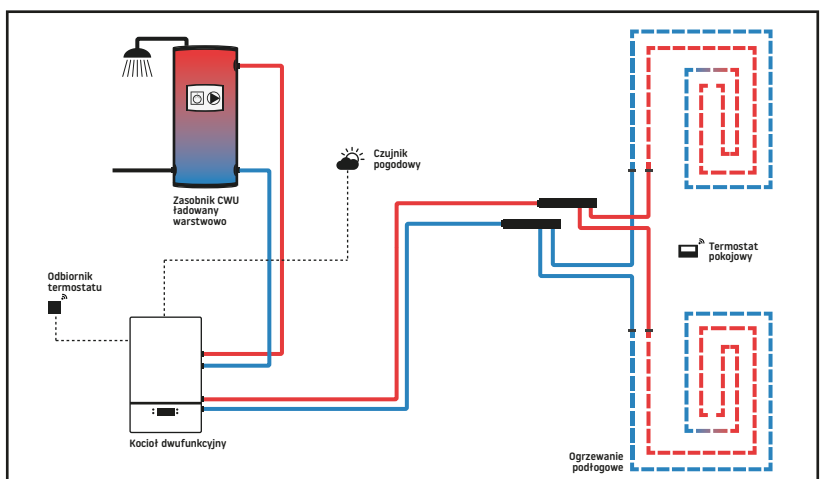 Czujnik
pogodowy
Zasobnik CWU
ładowany
warstwowo
Termostat
pokojowy
Odbiornik
termostatu
Kocioł dwufunkcyjny
Ogrzewanie
podłogowe